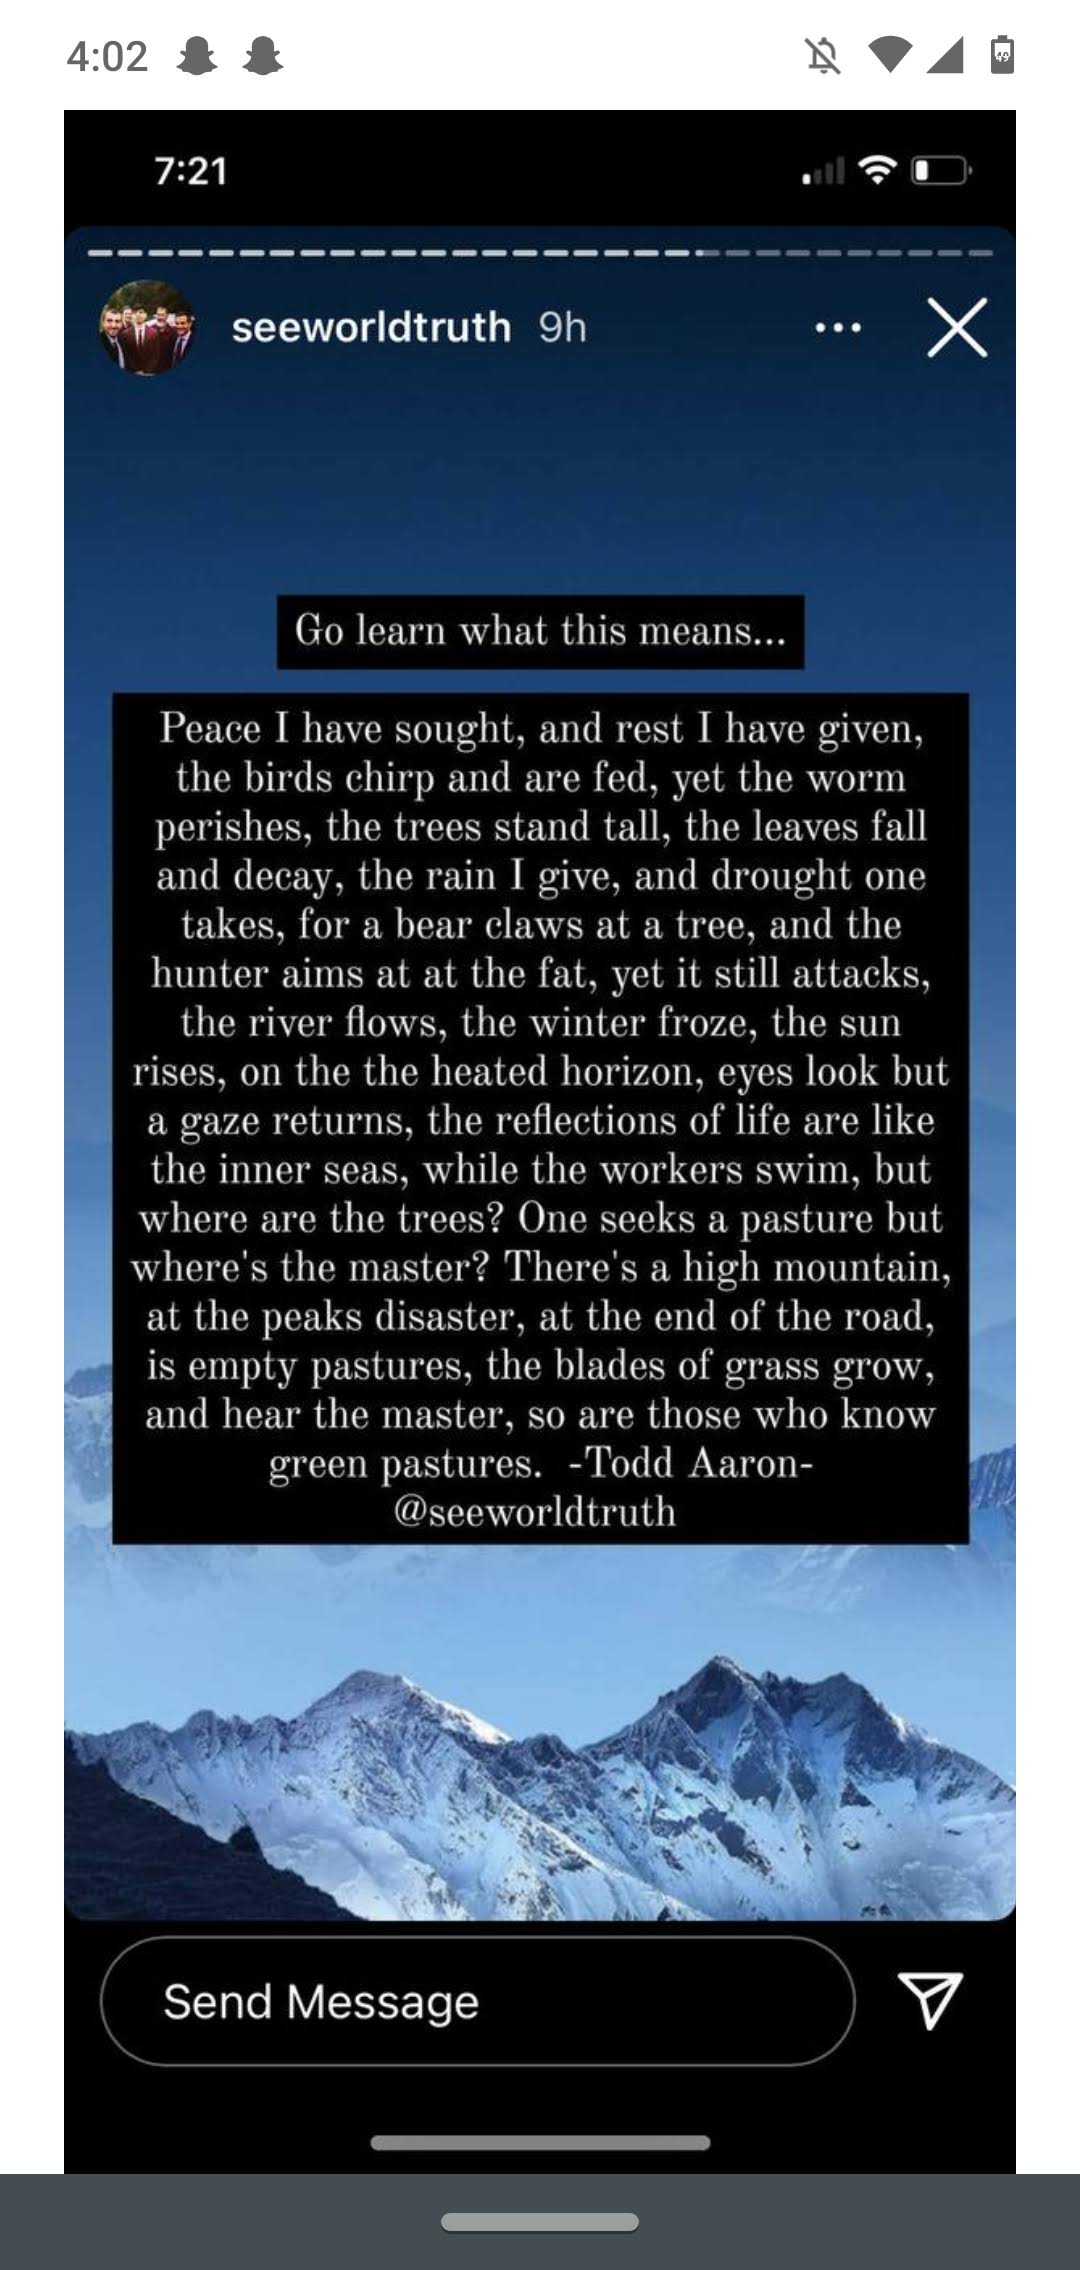 4:02
49
7:21
seeworldtruth 9h
Go learn what this means...
Peace I have sought, and rest I have given,
the birds chirp and are fed, yet the worm
perishes, the trees stand tall, the leaves fall
and decay, the rain I give, and drought one
takes, for a bear claws at a tree, and the
hunter aims at at the fat, yet it still attacks,
the river flows, the winter froze, the sun
rises, on the the heated horizon, eyes look but
a gaze returns, the reflections of life are like
the inner seas, while the workers swim, but
where are the trees? One seeks a pasture but
where's the master? There's a high mountain,
at the peaks disaster, at the end of the road,
is empty pastures, the blades of grass grow,
and hear the master, so are those who know
green pastures.  -Todd Aaron-
@seeworldtruth
Send Message